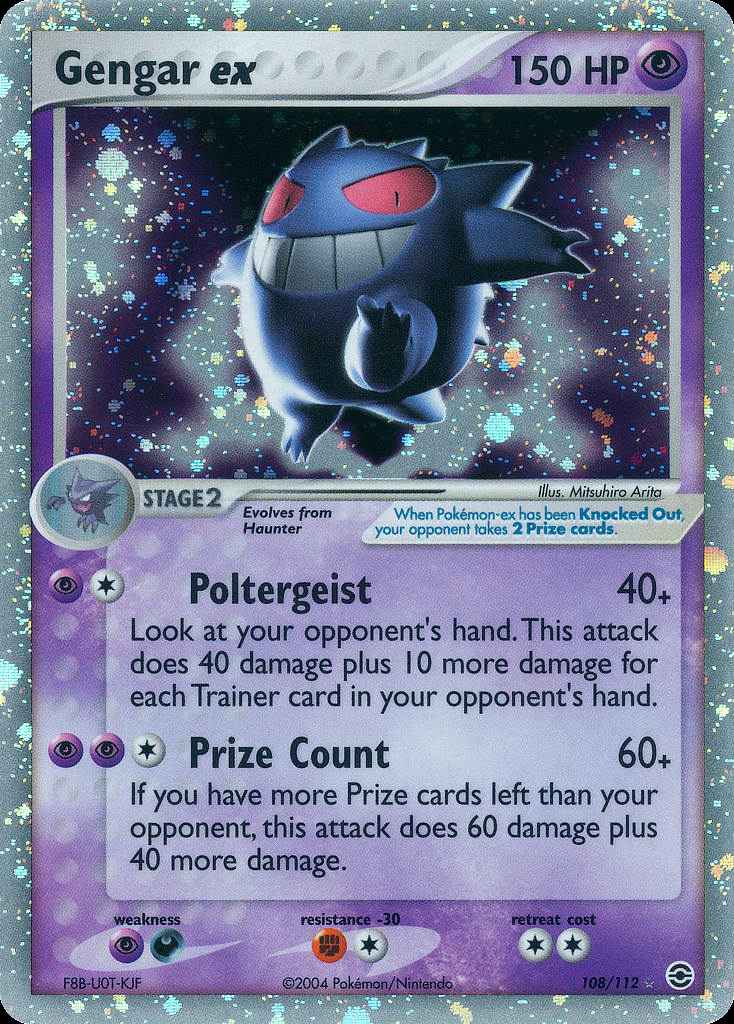 Gengar ex
150 HP
STAGE 2
Illus. Mitsuhiro Arita
Evolves from
Haunter
When Pokémon-ex has been Knocked Out,
your opponent takes 2 Prize cards.
Poltergeist 40+
Look at your opponent's hand. This attack
does 40 damage plus 10 more damage for
each Trainer card in your opponent's hand.
Prize Count 60+
If you have more Prize cards left than your
opponent, this attack does 60 damage plus
40 more damage.
weakness
resistance -30
retreat cost
F8B-U0T-KJF
©2004 Pokémon/Nintendo
108/112